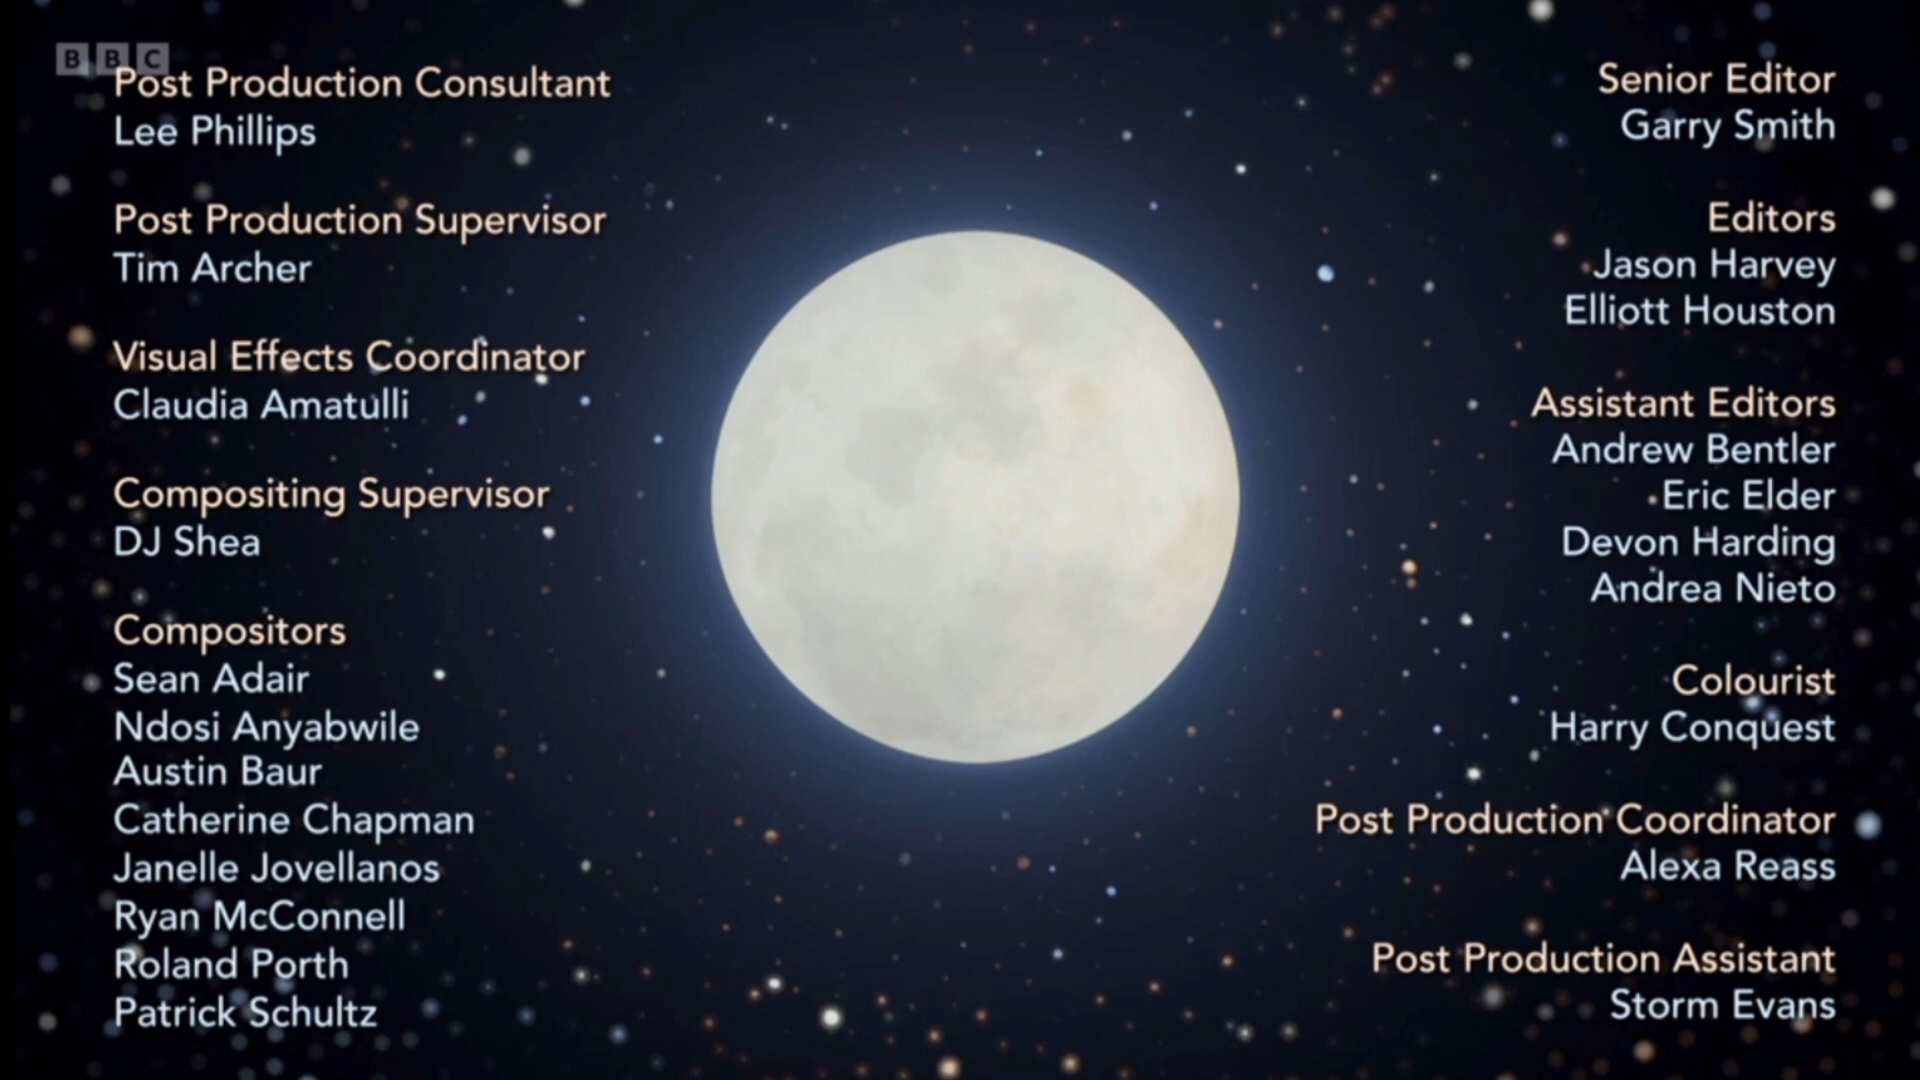 BBC
Post Production Consultant
Lee Phillips
Post Production Supervisor
Tim Archer
Visual Effects Coordinator
Claudia Amatulli
Compositing Supervisor
DJ Shea
Compositors
Sean Adair
Ndosi Anyabwile
Austin Baur
Catherine Chapman
Janelle Jovellanos
Ryan McConnell
Roland Porth
Patrick Schultz
Senior Editor
Garry Smith
Editors
Jason Harvey
Elliott Houston
Assistant Editors
Andrew Bentler
Eric Elder
Devon Harding
Andrea Nieto
Colourist
Harry Conquest
Post Production Coordinator
Alexa Reass
Post Production Assistant
Storm Evans